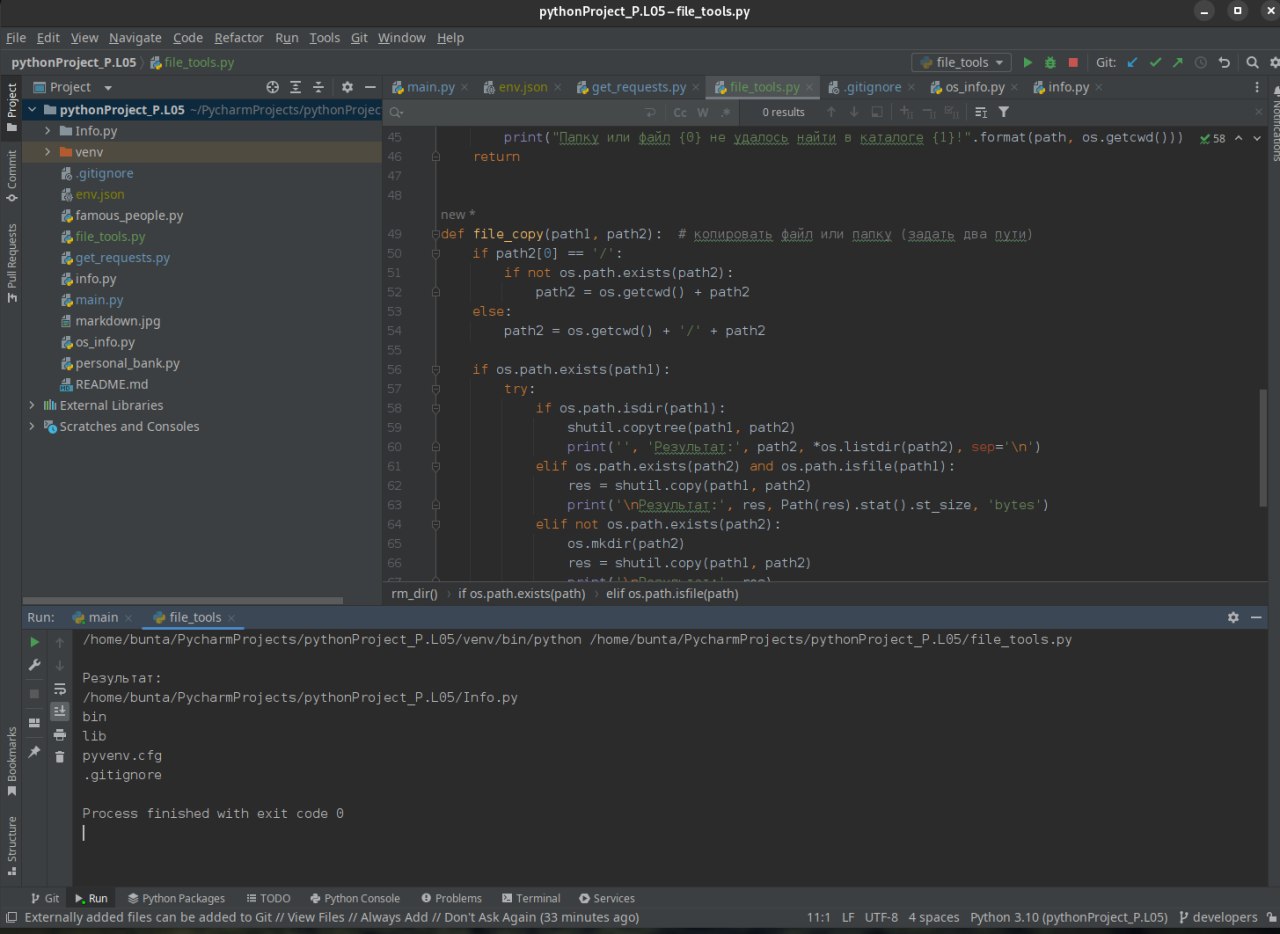 pythonProject_P.L05 – file_tools.py
File Edit View Navigate Code Refactor Run Tools Git Window Help
pythonProject_P.L05 file_tools.py
file_tools
Git:
Project
Commit
Pull Requests
Project
pythonProject_P.L05 ~/PycharmProjects/pythonProjec
Info.py
venv
.gitignore
env.json
famous_people.py
file_tools.py
get_requests.py
info.py
main.py
markdown.jpg
os_info.py
personal_bank.py
README.md
External Libraries
Scratches and Consoles
main.py env.json get_requests.py file_tools.py .gitignore os_info.py info.py
Cc W .* 0 results
58
45 print("Папку или файл {0} не удалось найти в каталоге {1}!".format(path, os.getcwd()))
46 return
47
48
new *
49 def file_copy(path1, path2): # копировать файл или папку (задать два пути)
50 if path2[0] == '/':
51 if not os.path.exists(path2):
52 path2 = os.getcwd() + path2
53 else:
54 path2 = os.getcwd() + '/' + path2
55
56 if os.path.exists(path1):
57 try:
58 if os.path.isdir(path1):
59 shutil.copytree(path1, path2)
60 print('', 'Результат:', path2, *os.listdir(path2), sep='\n')
61 elif os.path.exists(path2) and os.path.isfile(path1):
62 res = shutil.copy(path1, path2)
63 print('\nРезультат:', res, Path(res).stat().st_size, 'bytes')
64 elif not os.path.exists(path2):
65 os.mkdir(path2)
66 res = shutil.copy(path1, path2)
rm_dir() if os.path.exists(path) elif os.path.isfile(path)
Run: main file_tools
/home/bunta/PycharmProjects/pythonProject_P.L05/venv/bin/python /home/bunta/PycharmProjects/pythonProject_P.L05/file_tools.py
Результат:
/home/bunta/PycharmProjects/pythonProject_P.L05/Info.py
bin
lib
pyvenv.cfg
.gitignore
Process finished with exit code 0
Bookmarks
Structure
Git Run Python Packages TODO Python Console Problems Terminal Services
Externally added files can be added to Git // View Files // Always Add // Don't Ask Again (33 minutes ago)
11:1 LF UTF-8 4 spaces Python 3.10 (pythonProject_P.L05) developers